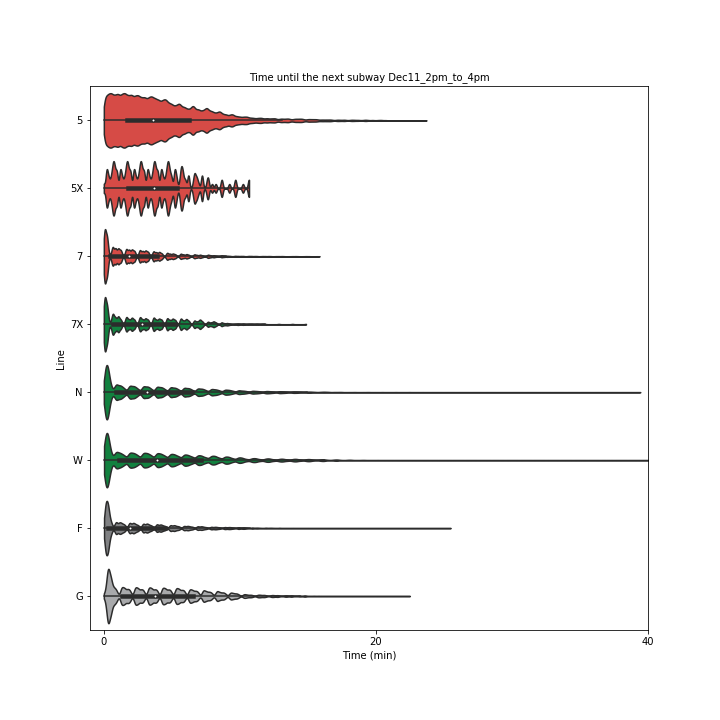 Time until the next subway Dec11_2pm_to_4pm
5
5X
7
7X
Line
N
W
F
G
0
20
40
Time (min)